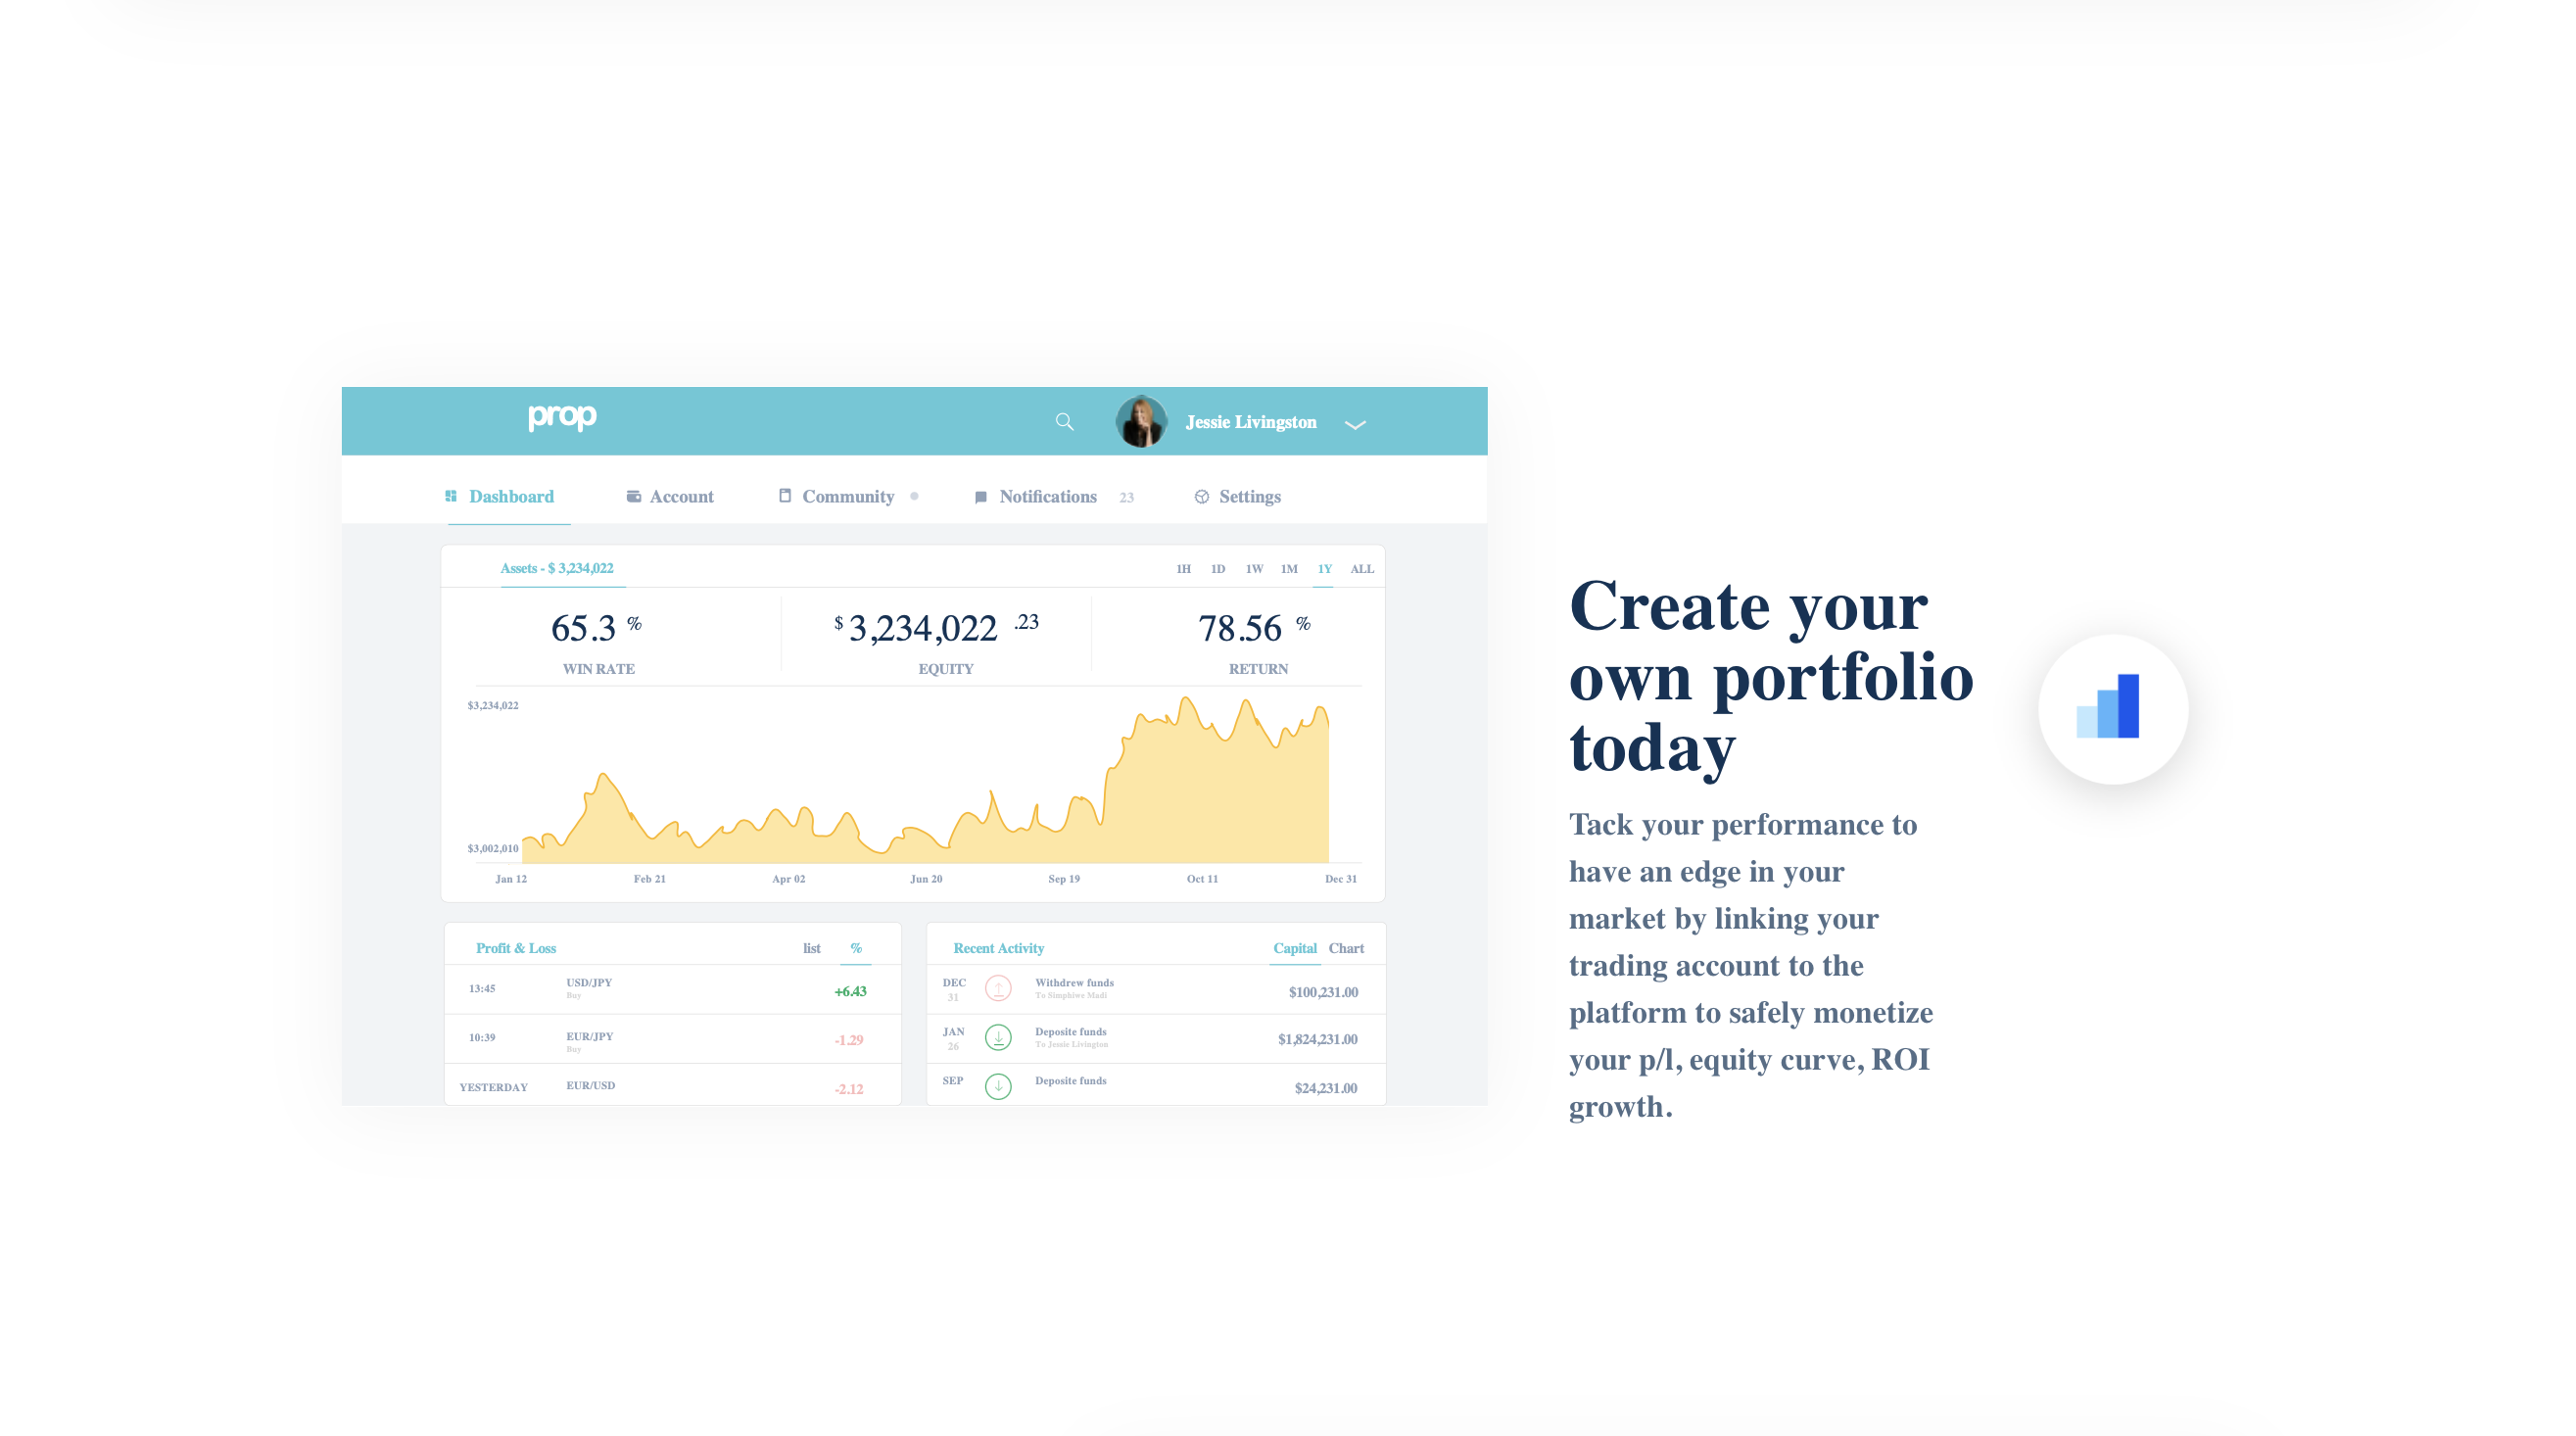 prop
Jessie Livingston
Dashboard Account Community Notifications 23 Settings
Assets - $ 3,234,022
1H 1D 1W 1M 1Y ALL
65.3 %
WIN RATE
$ 3,234,022 .23
EQUITY
78.56 %
RETURN
$3,234,022
$3,002,010
Jan 12 Feb 21 Apr 02 Jun 20 Sep 19 Oct 11 Dec 31
Profit & Loss list %
13:45 USD/JPY +6.43
Buy
10:39 EUR/JPY -1.29
Buy
YESTERDAY EUR/USD -2.12
Recent Activity Capital Chart
DEC 31 Withdrew funds $100,231.00
To Simphiwe Madi
JAN 26 Deposite funds $1,824,231.00
To Jessie Livington
SEP Deposite funds $24,231.00
Create your
own portfolio
today
Tack your performance to
have an edge in your
market by linking your
trading account to the
platform to safely monetize
your p/l, equity curve, ROI
growth.